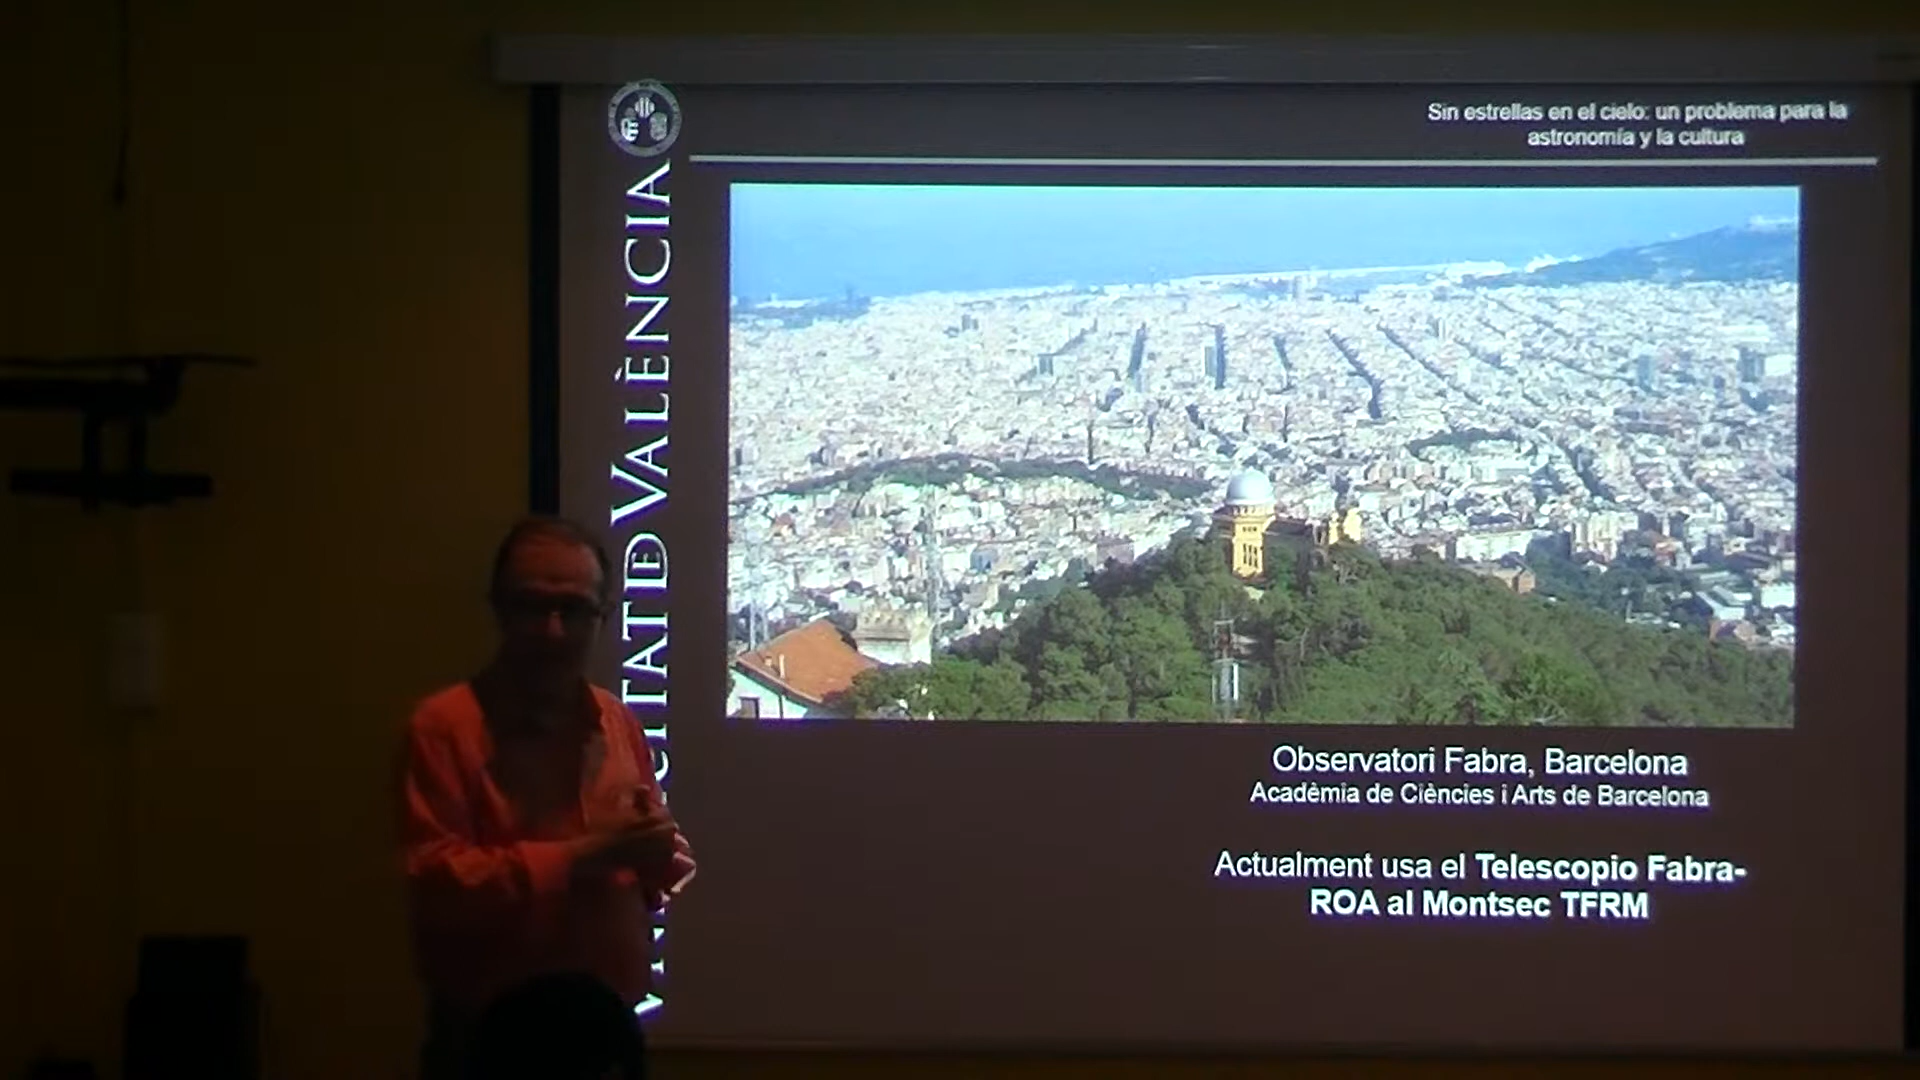 Sin estrellas en el cielo: un problema para la
astronomía y la cultura
VALÈNCIA
Observatori Fabra, Barcelona
Acadèmia de Ciències i Arts de Barcelona
Actualment usa el Telescopio Fabra-
ROA al Montsec TFRM